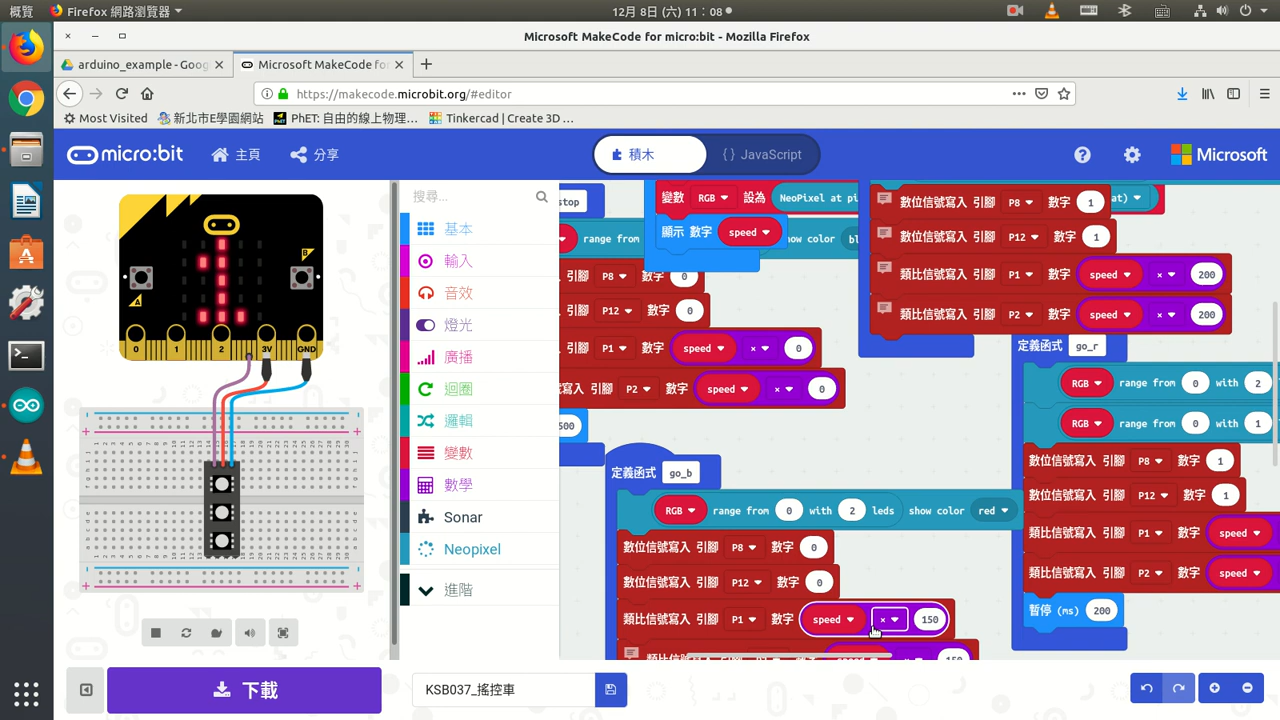 概覽 Firefox 網路瀏覽器 12月 8日 (六) 11：08
Microsoft MakeCode for micro:bit - Mozilla Firefox
arduino_example - Goog Microsoft MakeCode for
https://makecode.microbit.org/#editor
Most Visited 新北市E學園網站 PhET: 自由的線上物理… Tinkercad | Create 3D …
micro:bit 主頁 分享 積木 { } JavaScript Microsoft
搜尋...
基本
輸入
音效
燈光
廣播
迴圈
邏輯
變數
數學
Sonar
Neopixel
進階
A
B
0 1 2 3V GND
stop
range from
how color
變數 RGB 設為 NeoPixel at pi
顯示 數字 speed
寫入 引腳 P8 數字 0
寫入 引腳 P12 數字 0
寫入 引腳 P1 數字 speed × 0
寫入 引腳 P2 數字 speed × 0
500
數位信號寫入 引腳 P8 數字 1
數位信號寫入 引腳 P12 數字 1
類比信號寫入 引腳 P1 數字 speed × 200
類比信號寫入 引腳 P2 數字 speed × 200
定義函式 go_r
RGB range from 0 with 2
RGB range from 0 with 1
數位信號寫入 引腳 P8 數字 1
數位信號寫入 引腳 P12 數字 1
類比信號寫入 引腳 P1 數字 speed
類比信號寫入 引腳 P2 數字 speed
暫停 (ms) 200
定義函式 go_b
RGB range from 0 with 2 leds show color red
數位信號寫入 引腳 P8 數字 0
數位信號寫入 引腳 P12 數字 0
類比信號寫入 引腳 P1 數字 speed × 150
下載
KSB037_搖控車